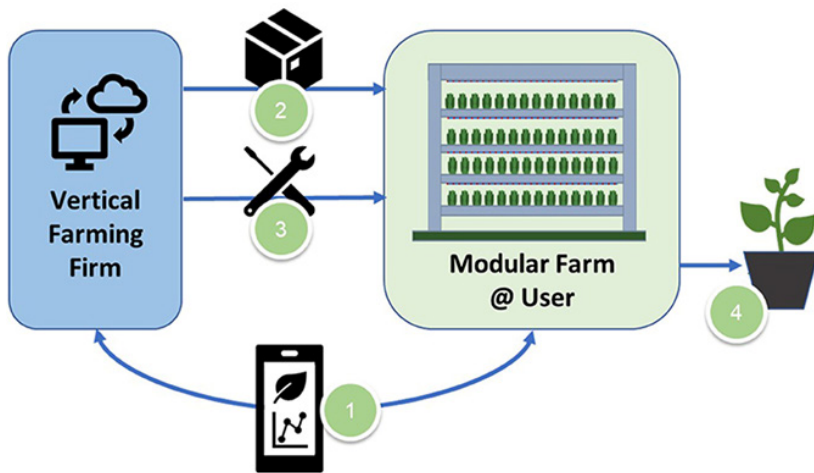 2
3
Vertical
Farming
Firm
Modular Farm
@ User
4
1